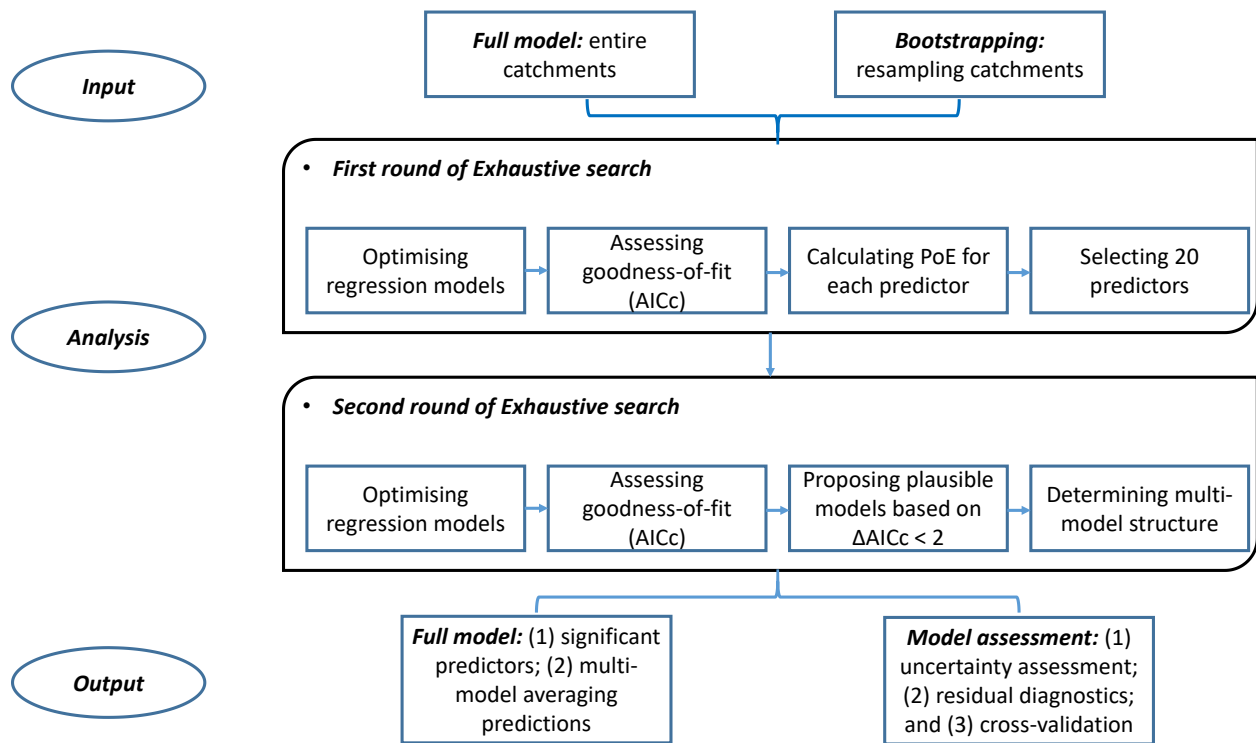 Full model: entire
catchments
Bootstrapping:
resampling catchments
Input
• First round of Exhaustive search
Optimising
regression models
Assessing
goodness-of-fit
(AICc)
Calculating PoE for
each predictor
Selecting 20
predictors
Analysis
• Second round of Exhaustive search
Optimising
regression models
Assessing
goodness-of-fit
(AICc)
Proposing plausible
models based on
ΔAICc < 2
Determining multi-
model structure
Output
Full model: (1) significant
predictors; (2) multi-
model averaging
predictions
Model assessment: (1)
uncertainty assessment;
(2) residual diagnostics;
and (3) cross-validation